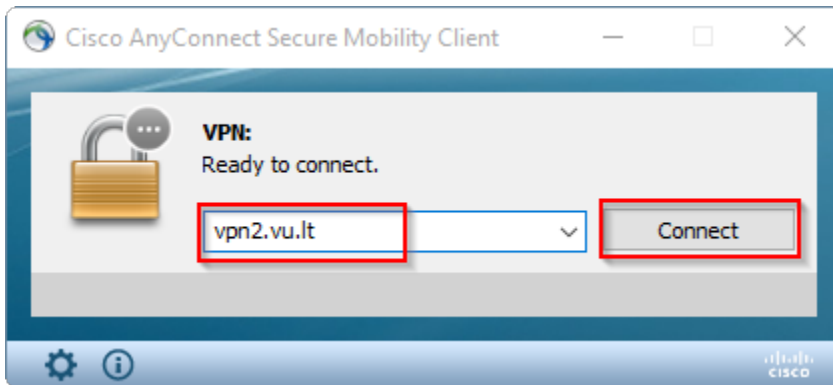 Cisco AnyConnect Secure Mobility Client
VPN:
Ready to connect.
vpn2.vu.lt
Connect
cisco